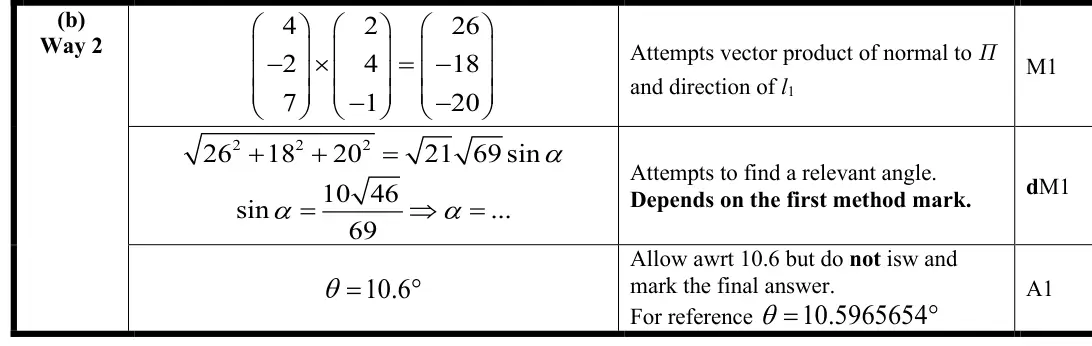 (b)
Way 2
(4, −2, 7) × (2, 4, −1) = (26, −18, −20)
Attempts vector product of normal to Π
and direction of l₁
M1
√(26² + 18² + 20²) = √21 √69 sin α
sin α = 10√46 / 69 ⇒ α = ...
Attempts to find a relevant angle.
Depends on the first method mark.
dM1
θ = 10.6°
Allow awrt 10.6 but do not isw and
mark the final answer.
For reference θ = 10.5965654°
A1